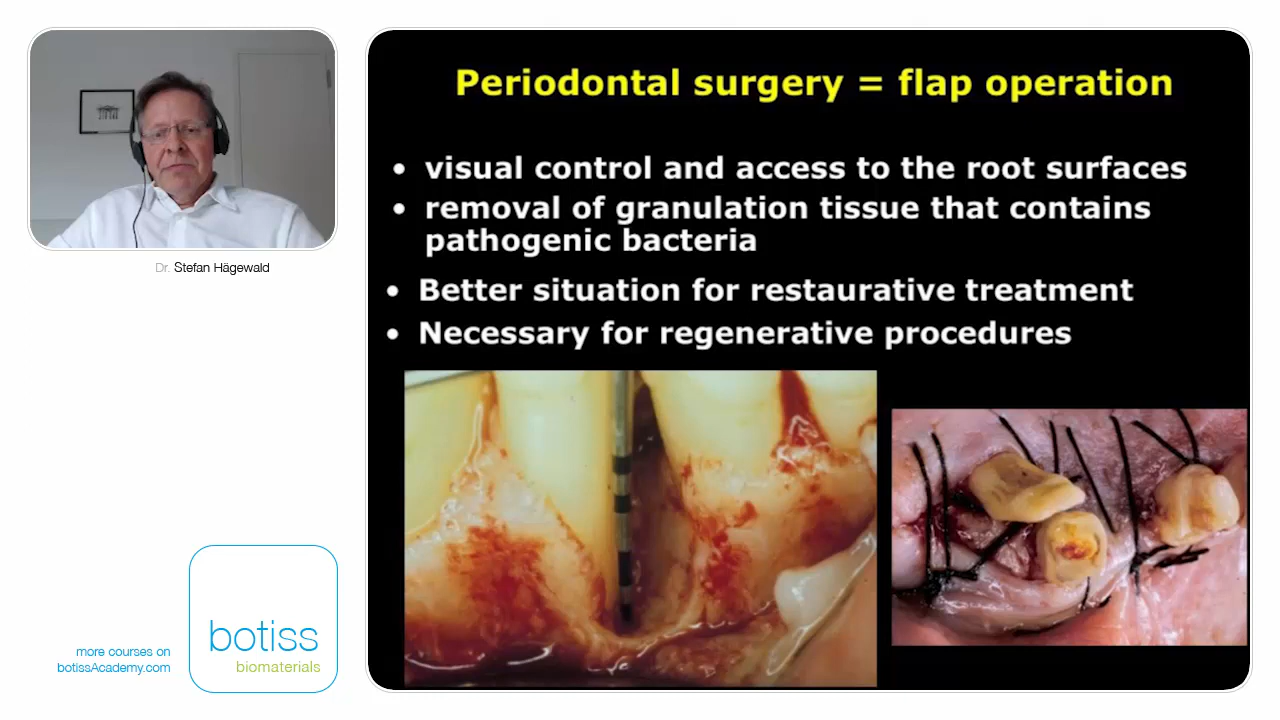 Periodontal surgery = flap operation
• visual control and access to the root surfaces
• removal of granulation tissue that contains
pathogenic bacteria
• Better situation for restaurative treatment
• Necessary for regenerative procedures
Dr. Stefan Hägewald
more courses on
botissAcademy.com
botiss
biomaterials